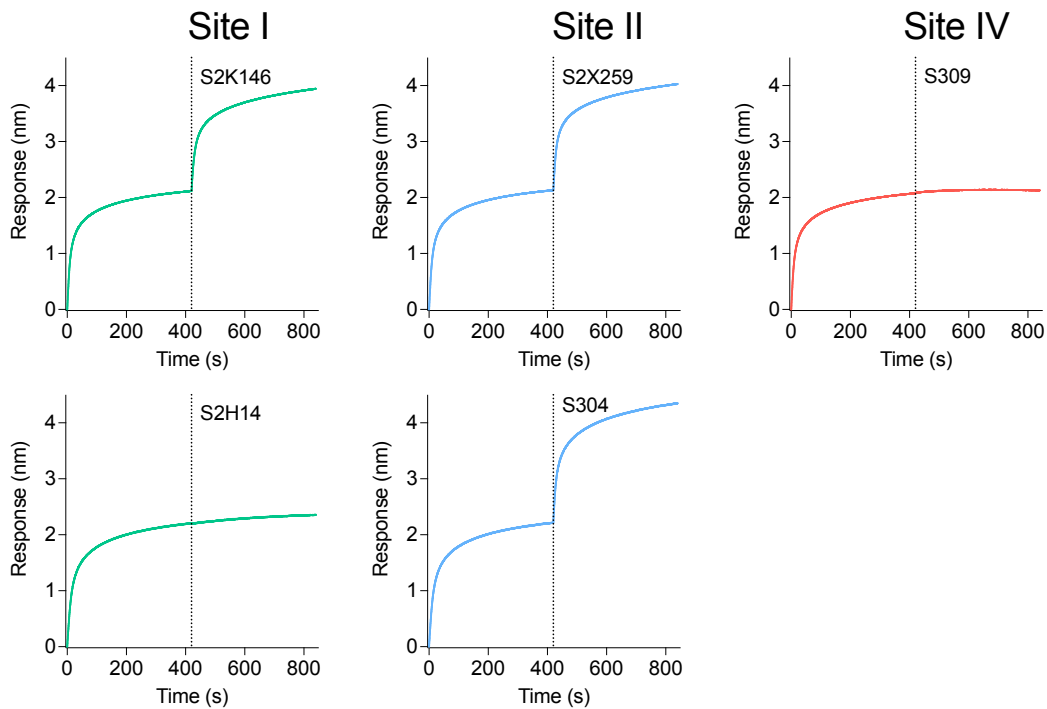 Site I
Site II
Site IV
S2K146
Response (nm)
4
3
2
1
0
0 200 400 600 800
Time (s)
S2X259
Response (nm)
4
3
2
1
0
0 200 400 600 800
Time (s)
S309
Response (nm)
4
3
2
1
0
0 200 400 600 800
Time (s)
S2H14
Response (nm)
4
3
2
1
0
0 200 400 600 800
Time (s)
S304
Response (nm)
4
3
2
1
0
0 200 400 600 800
Time (s)